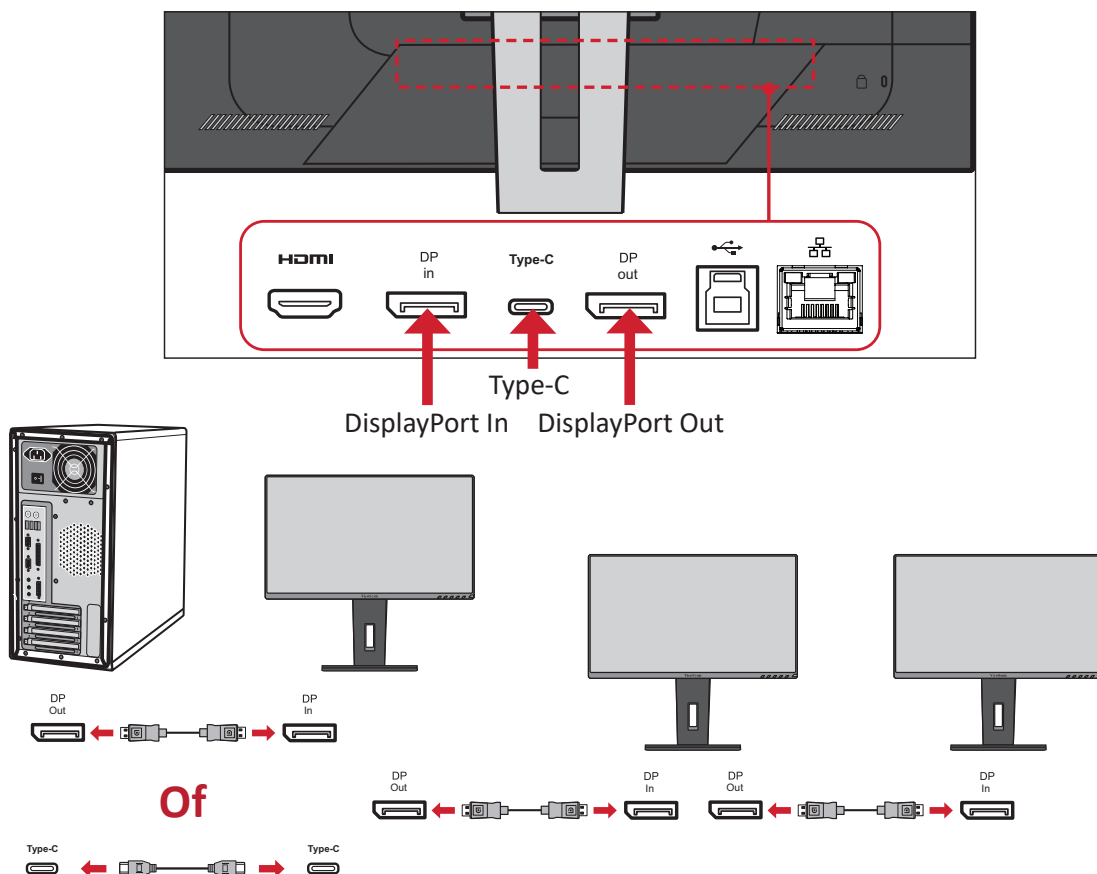 HDMI
DP
in
Type-C
DP
out
Type-C
DisplayPort In
DisplayPort Out
DP
Out
DP
In
Of
Type-C
Type-C
DP
Out
DP
In
DP
Out
DP
In